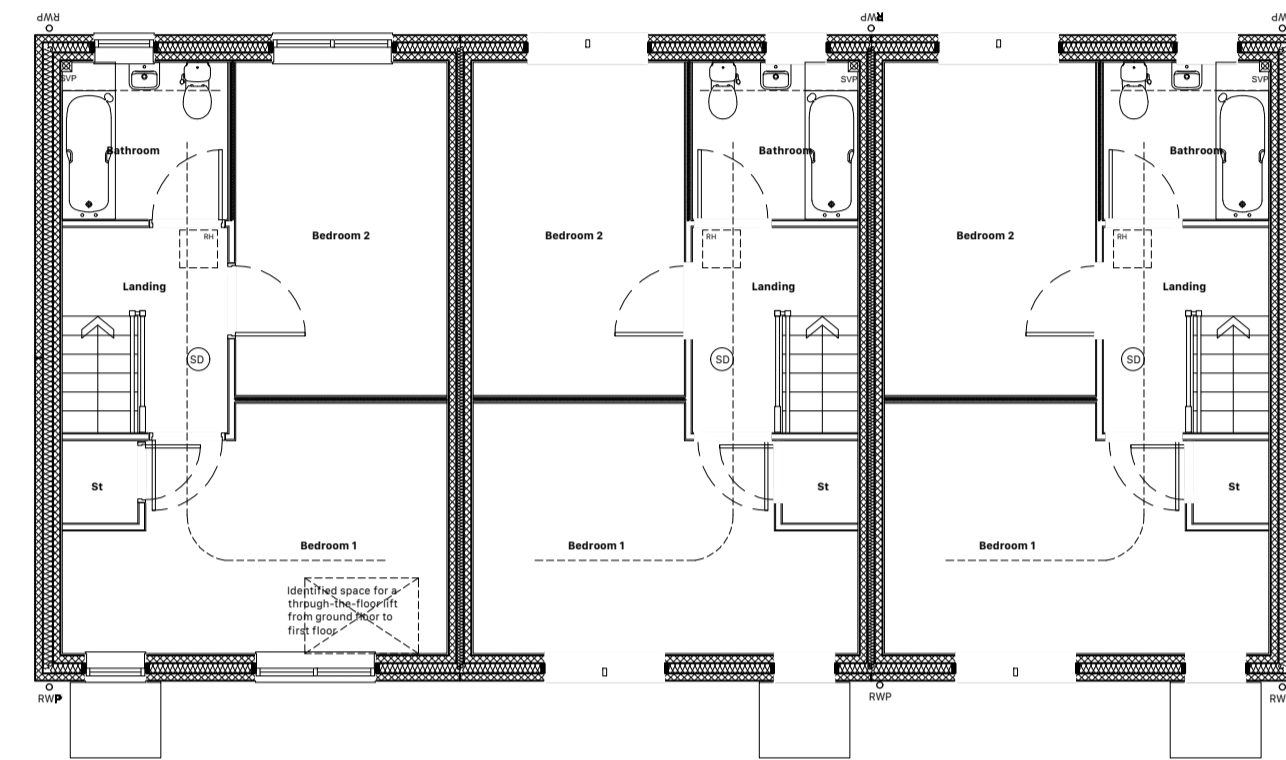 RWP
RWP
R
RWP
SVP
SVP
SVP
Bathroom
Bathroom
Bathroom
RH
RH
RH
Bedroom 2
Bedroom 2
Bedroom 2
Landing
Landing
Landing
SD
SD
SD
St
St
St
Bedroom 1
Bedroom 1
Bedroom 1
Identified space for a
through-the-floor lift
from ground floor to
first floor
RWP
RWP
RW